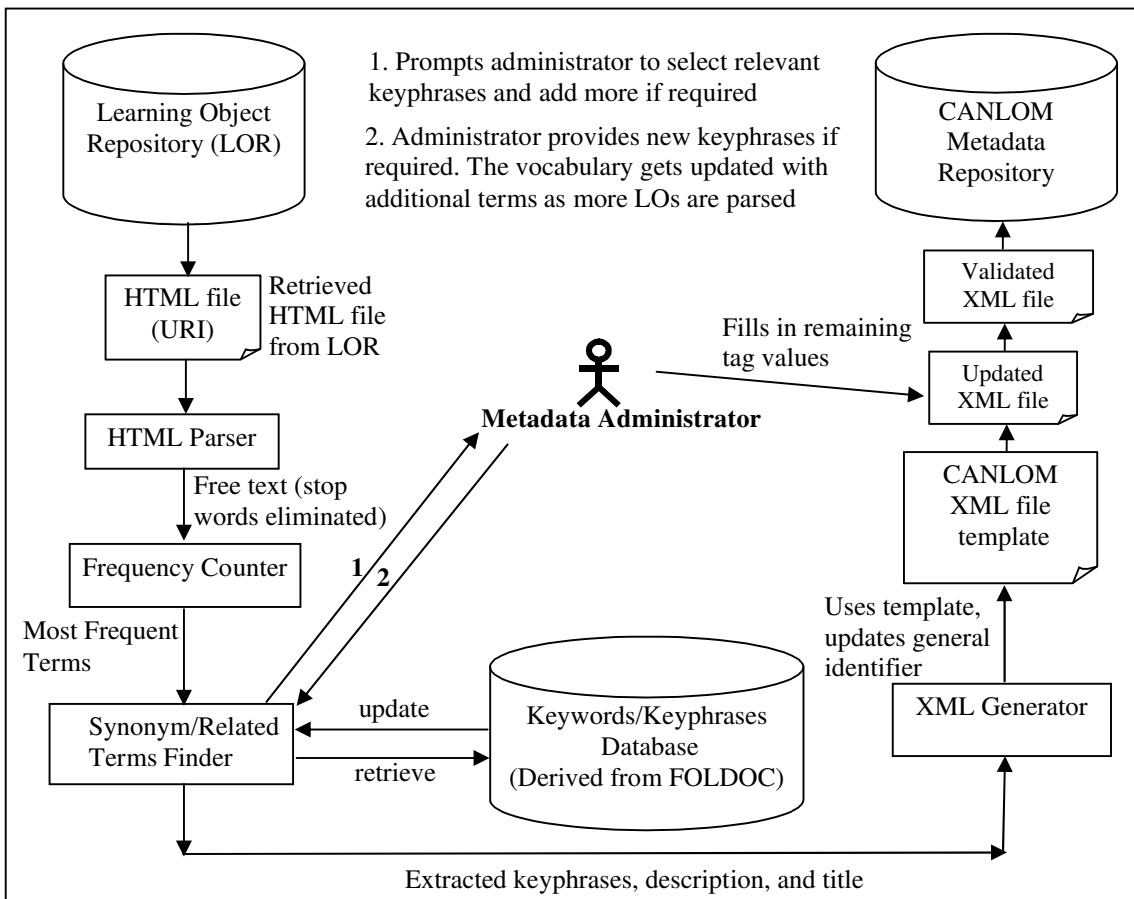 Learning Object
Repository (LOR)
1. Prompts administrator to select relevant
keyphrases and add more if required
2. Administrator provides new keyphrases if
required. The vocabulary gets updated with
additional terms as more LOs are parsed
CANLOM
Metadata
Repository
HTML file
(URI)
Retrieved
HTML file
from LOR
Validated
XML file
Fills in remaining
tag values
Updated
XML file
Metadata Administrator
HTML Parser
Free text (stop
words eliminated)
CANLOM
XML file
template
Frequency Counter
1
2
Most Frequent
Terms
Uses template,
updates general
identifier
Synonym/Related
Terms Finder
update
retrieve
Keywords/Keyphrases
Database
(Derived from FOLDOC)
XML Generator
Extracted keyphrases, description, and title